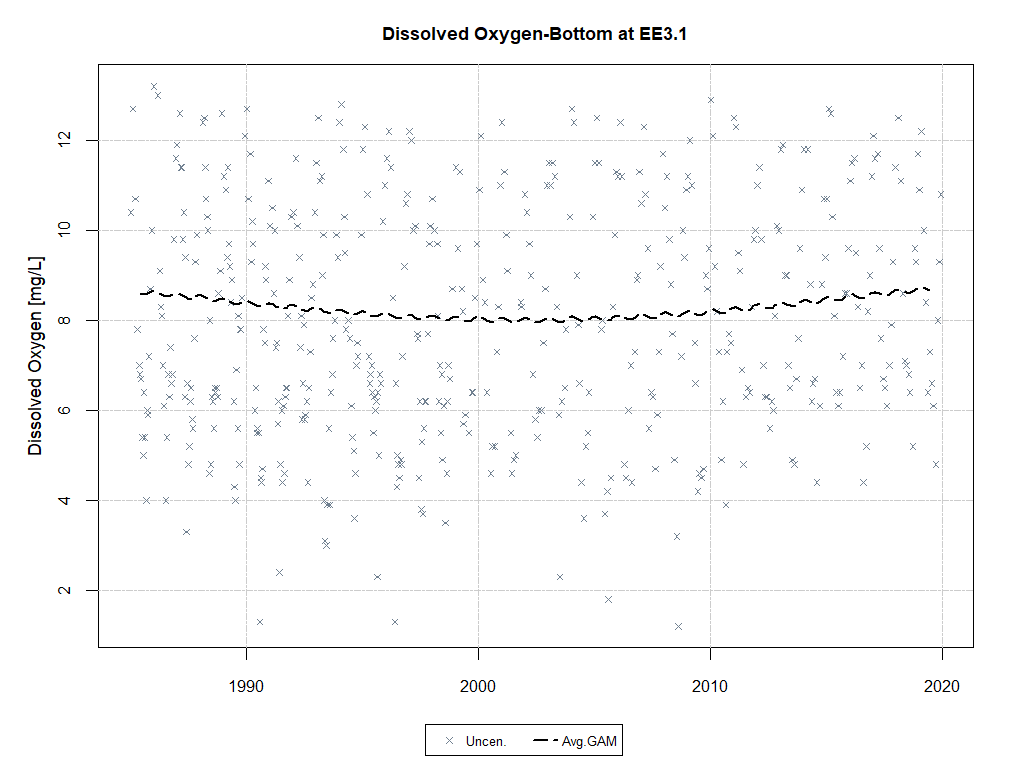 Dissolved Oxygen-Bottom at EE3.1
Dissolved Oxygen [mg/L]
12
10
8
6
4
2
1990 2000 2010 2020
Uncen. Avg.GAM